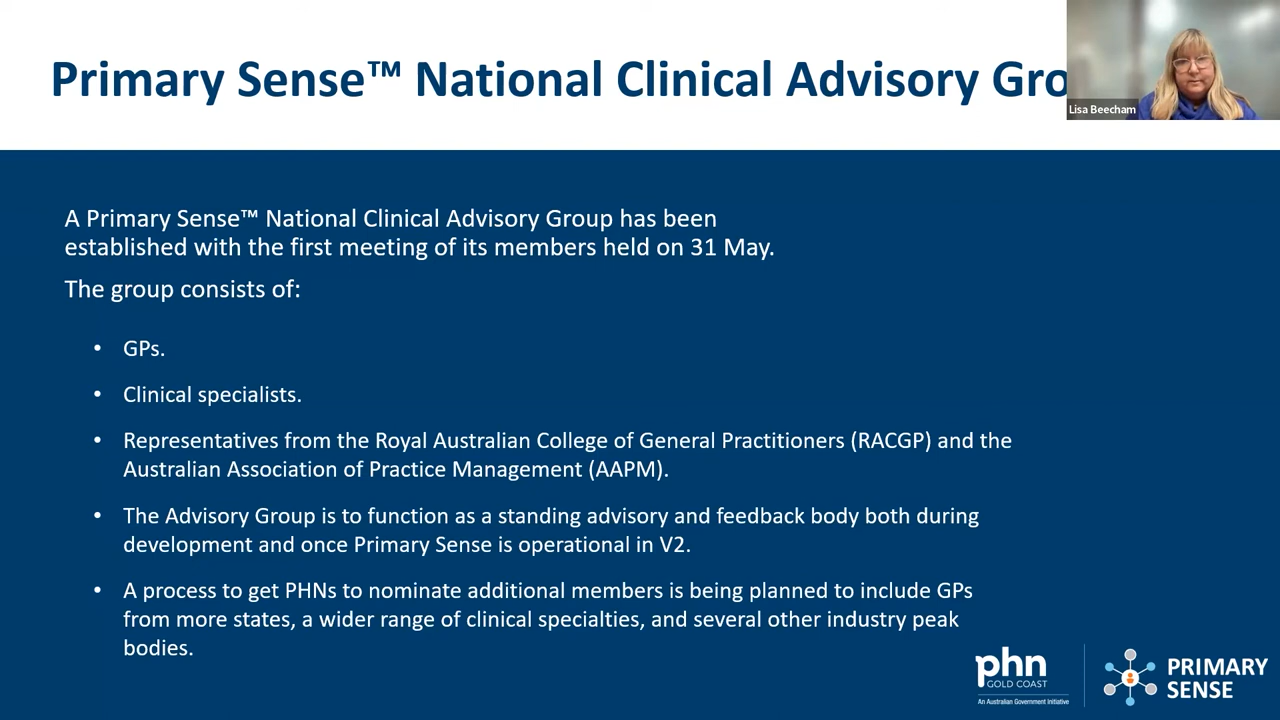 Primary Sense™ National Clinical Advisory Gro
Lisa Beecham
A Primary Sense™ National Clinical Advisory Group has been
established with the first meeting of its members held on 31 May.
The group consists of:
• GPs.
• Clinical specialists.
• Representatives from the Royal Australian College of General Practitioners (RACGP) and the
Australian Association of Practice Management (AAPM).
• The Advisory Group is to function as a standing advisory and feedback body both during
development and once Primary Sense is operational in V2.
• A process to get PHNs to nominate additional members is being planned to include GPs
from more states, a wider range of clinical specialties, and several other industry peak
bodies.
phn
GOLD COAST
An Australian Government Initiative
PRIMARY
SENSE